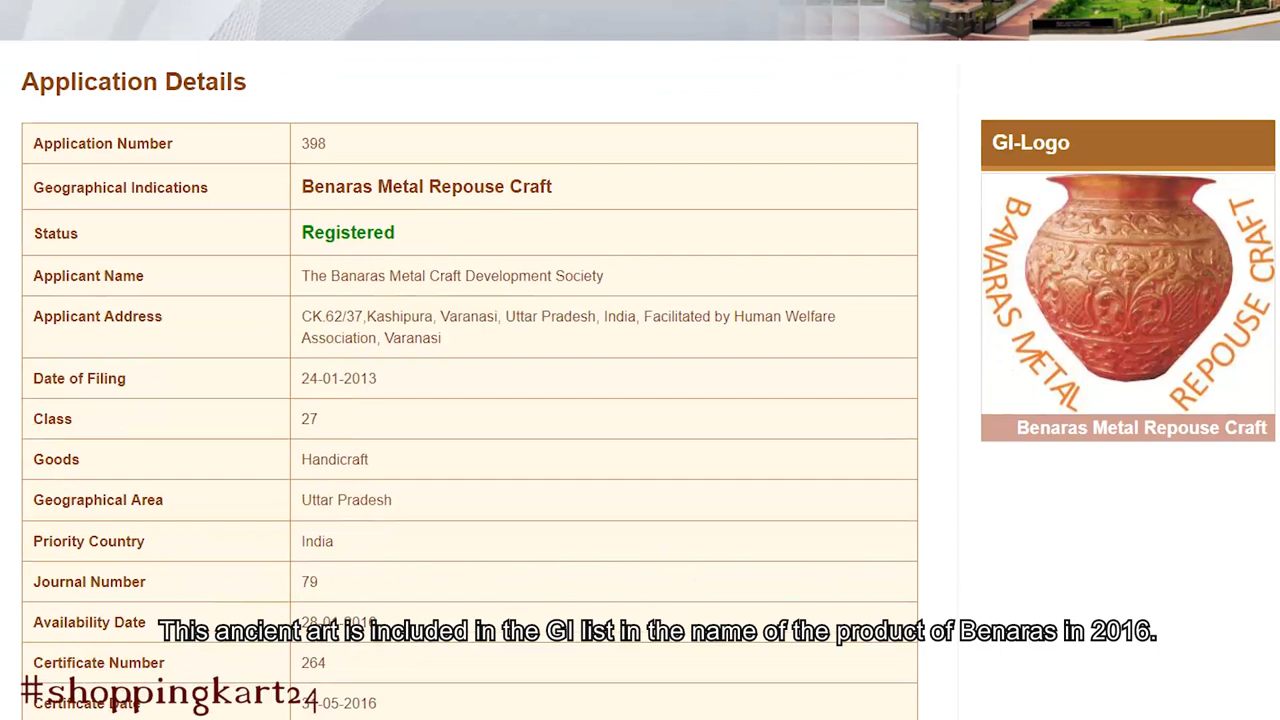 Application Details
Application Number 398
Geographical Indications Benaras Metal Repouse Craft
Status Registered
Applicant Name The Banaras Metal Craft Development Society
Applicant Address CK.62/37,Kashipura, Varanasi, Uttar Pradesh, India, Facilitated by Human Welfare
Association, Varanasi
Date of Filing 24-01-2013
Class 27
Goods Handicraft
Geographical Area Uttar Pradesh
Priority Country India
Journal Number 79
Availability Date
This ancient art is included in the GI list in the name of the product of Benaras in 2016.
Certificate Number 264
#shoppingkart24
Certificate Date
GI-Logo
BANARAS METAL
REPOUSE CRAFT
Benaras Metal Repouse Craft